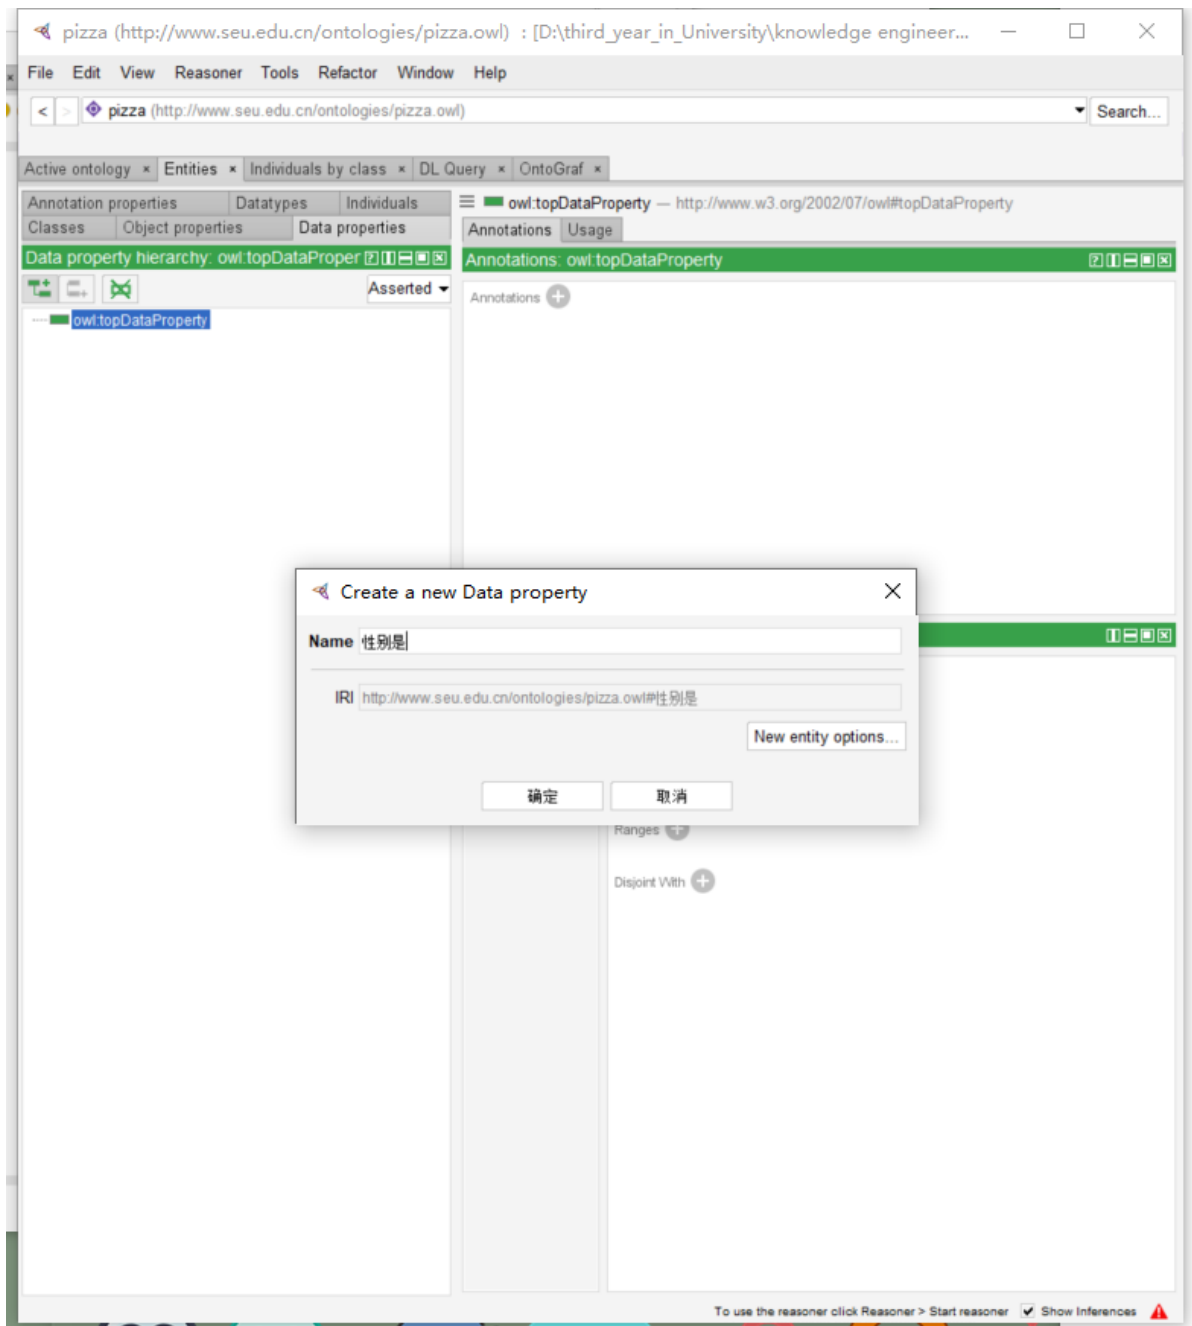 pizza (http://www.seu.edu.cn/ontologies/pizza.owl) : [D:\third_year_in_University\knowledge engineer...
File Edit View Reasoner Tools Refactor Window Help
< > pizza (http://www.seu.edu.cn/ontologies/pizza.owl) Search...
Active ontology × Entities × Individuals by class × DL Query × OntoGraf ×
Annotation properties Datatypes Individuals
Classes Object properties Data properties
Data property hierarchy: owl:topDataProper
Asserted
owl:topDataProperty
owl:topDataProperty — http://www.w3.org/2002/07/owl#topDataProperty
Annotations Usage
Annotations: owl:topDataProperty
Annotations
Create a new Data property
Name 性别是
IRI http://www.seu.edu.cn/ontologies/pizza.owl#性别是
New entity options...
确定 取消
Ranges
Disjoint With
To use the reasoner click Reasoner > Start reasoner Show Inferences